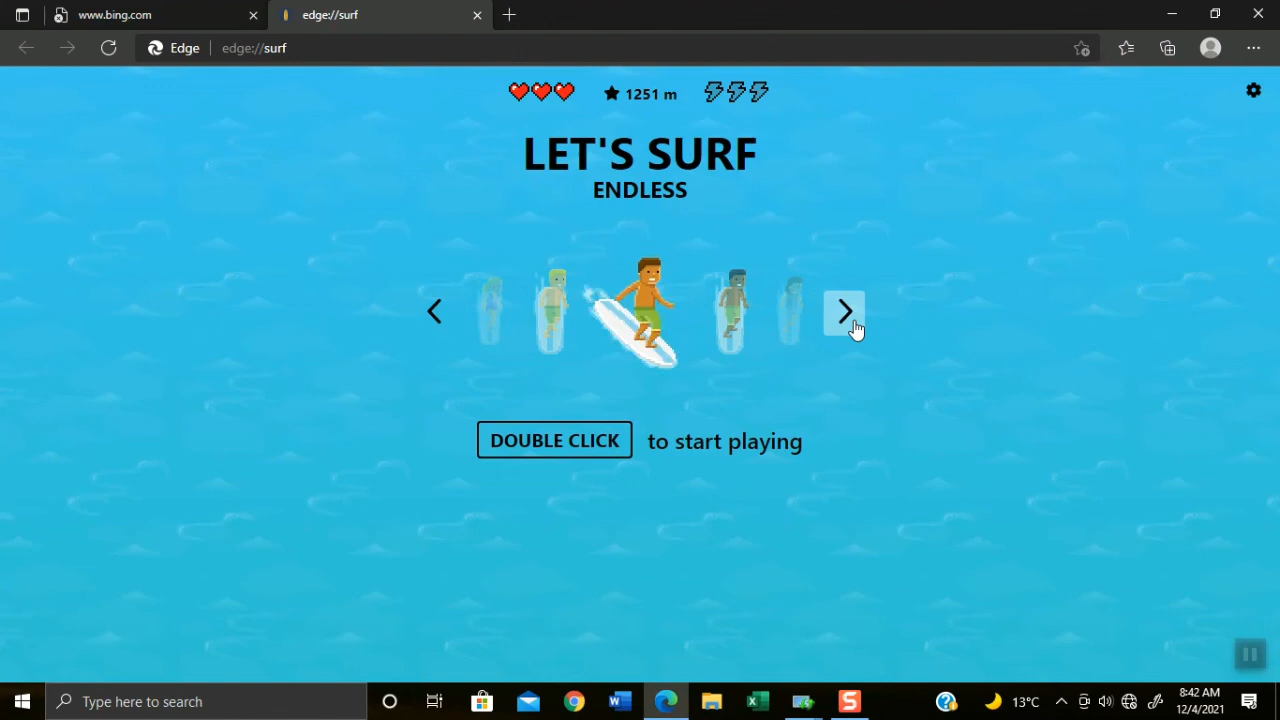 www.bing.com
edge://surf
Edge
edge://surf
1251 m
LET'S SURF
ENDLESS
DOUBLE CLICK to start playing
Type here to search
13°C
8:42 AM
12/4/2021